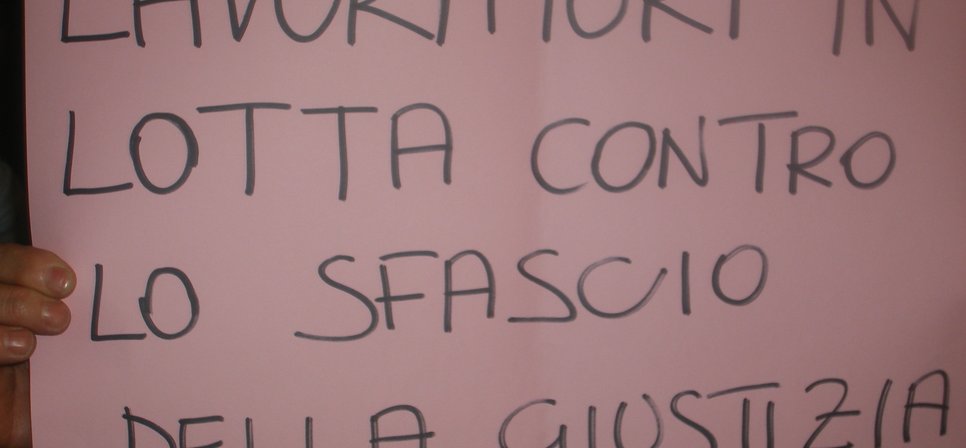 LAVORATORI IN
LOTTA CONTRO
LO SFASCIO
DELLA GIUSTIZIA